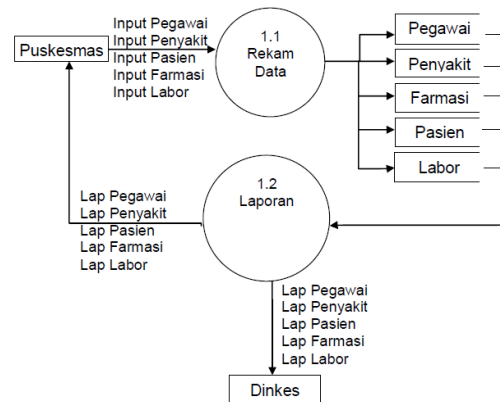 Puskesmas
Input Pegawai
Input Penyakit
Input Pasien
Input Farmasi
Input Labor
1.1
Rekam
Data
Pegawai
Penyakit
Farmasi
Pasien
Labor
1.2
Laporan
Lap Pegawai
Lap Penyakit
Lap Pasien
Lap Farmasi
Lap Labor
Lap Pegawai
Lap Penyakit
Lap Pasien
Lap Farmasi
Lap Labor
Dinkes